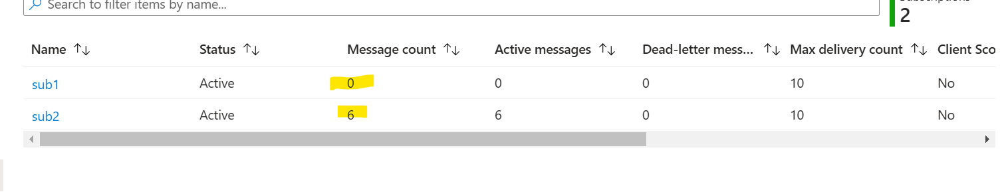 Search to filter items by name...
2
Name Status Message count Active messages Dead-letter mess... Max delivery count Client Sco
sub1 Active 0 0 0 10 No
sub2 Active 6 6 0 10 No